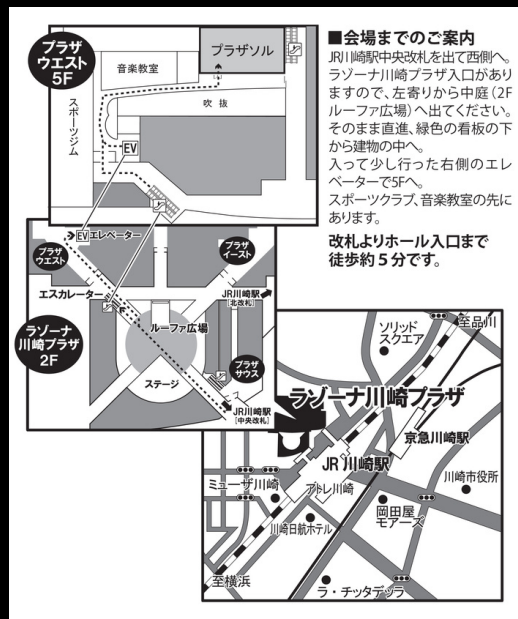 プラザ
ウエスト
5F
音楽教室
プラザソル
スポーツジム
吹 抜
EV
■会場までのご案内
JR川崎駅中央改札を出て西側へ。
ラゾーナ川崎プラザ入口があり
ますので、左寄りから中庭(2F
ルーファ広場)へ出てください。
そのまま直進、緑色の看板の下
から建物の中へ。
入って少し行った右側のエレ
ベーターで5Fへ。
スポーツクラブ、音楽教室の先に
あります。
改札よりホール入口まで
徒歩約5分です。
EVエレベーター
プラザ
ウエスト
プラザ
イースト
エスカレーター
JR川崎駅
[北改札]
ラゾーナ
川崎プラザ
2F
ルーファ広場
プラザ
サウス
ステージ
JR川崎駅
[中央改札]
至品川
ソリッド
スクエア
ラゾーナ川崎プラザ
京急川崎駅
JR川崎駅
ミューザ川崎
アトレ川崎
川崎市役所
岡田屋
モアーズ
川崎日航ホテル
至横浜
ラ・チッタデッラ